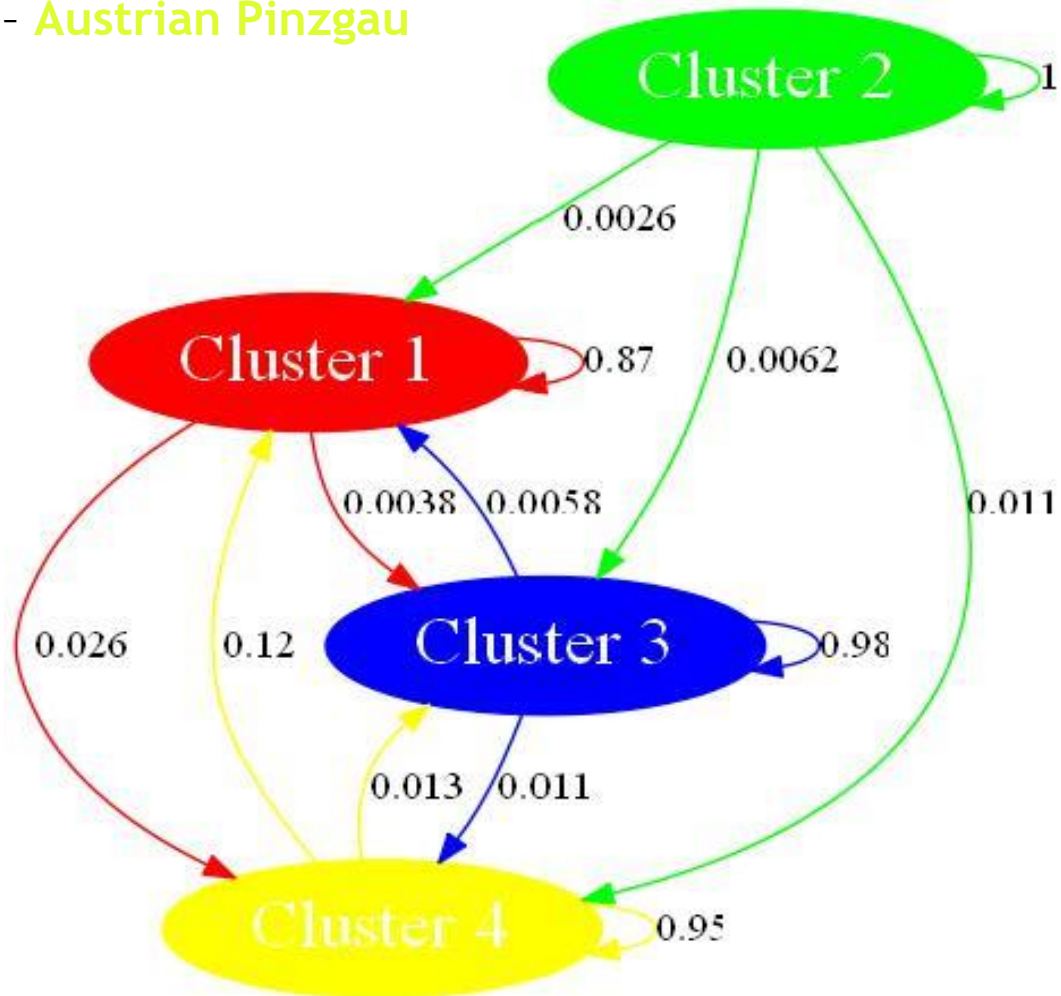 - Austrian Pinzgau
Cluster 2
1
0.0026
Cluster 1
0.87
0.0062
0.0038
0.0058
0.011
0.026
0.12
Cluster 3
0.98
0.013
0.011
Cluster 4
0.95